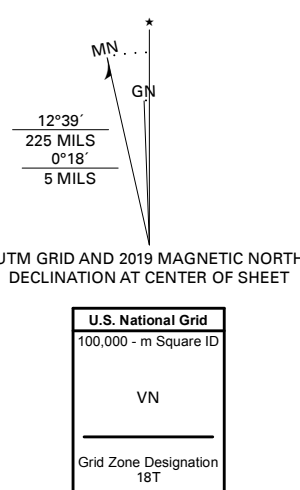 ★
MN
GN
12°39´
225 MILS
0°18´
5 MILS
UTM GRID AND 2019 MAGNETIC NORTH
DECLINATION AT CENTER OF SHEET
U.S. National Grid
100,000 - m Square ID
VN
Grid Zone Designation
18T